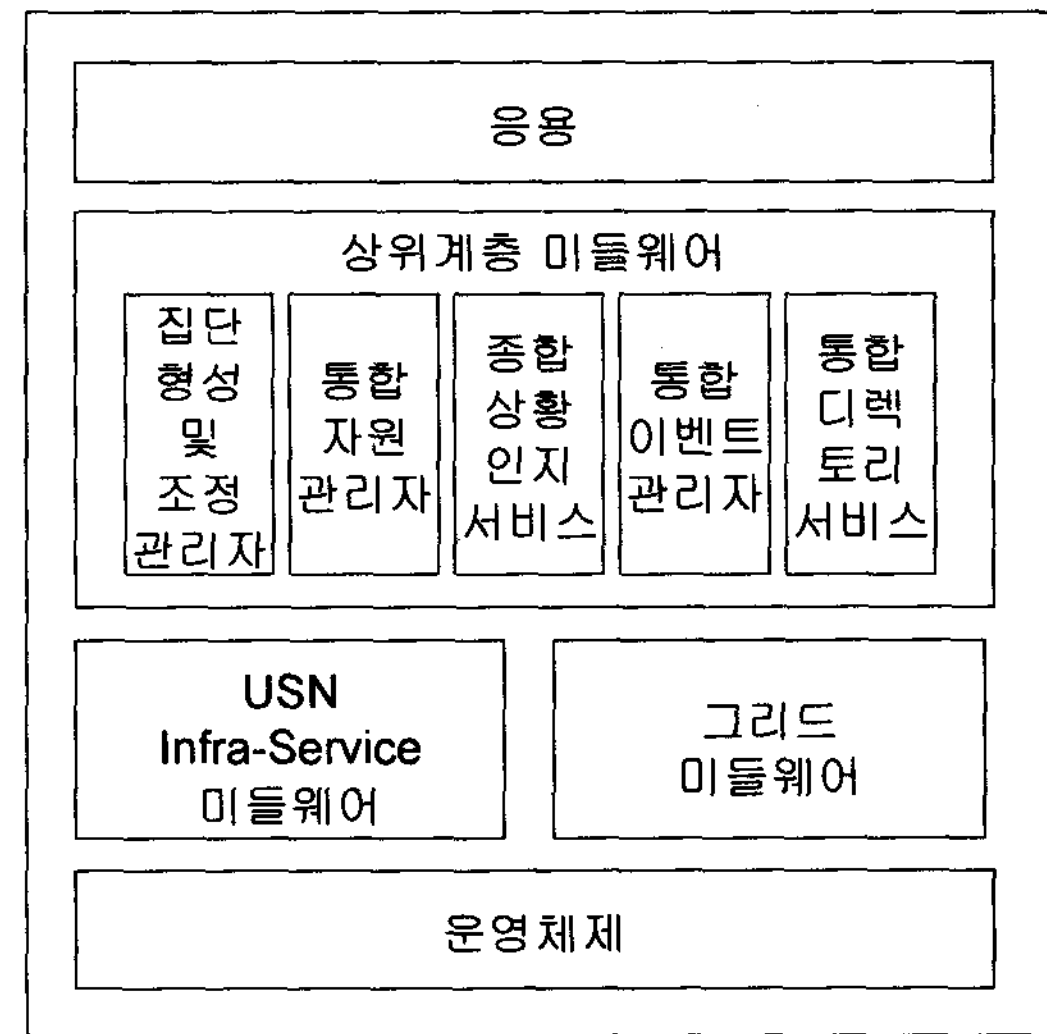 응용
상위계층 미들웨어
집단
형성
및
조정
관리자
통합
자원
관리자
종합
상황
인지
서비스
통합
이벤트
관리자
통합
디렉
토리
서비스
USN
Infra-Service
미들웨어
그리드
미들웨어
운영체제